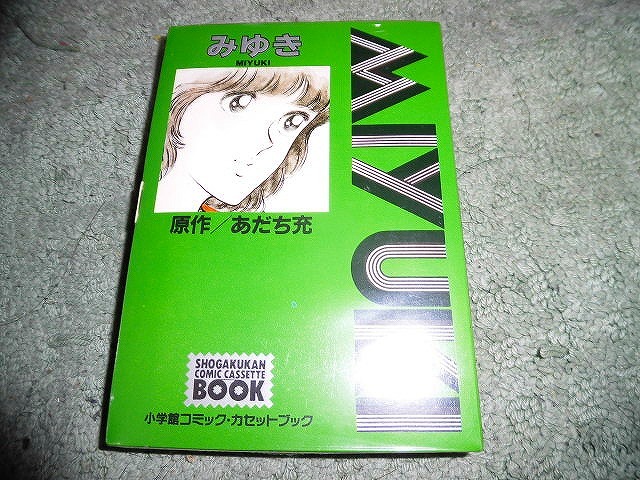 みゆき
MIYUKI
原作／あだち充
MIYUKI
SHOGAKUKAN
COMIC CASSETTE
BOOK
小学館コミック・カセットブック